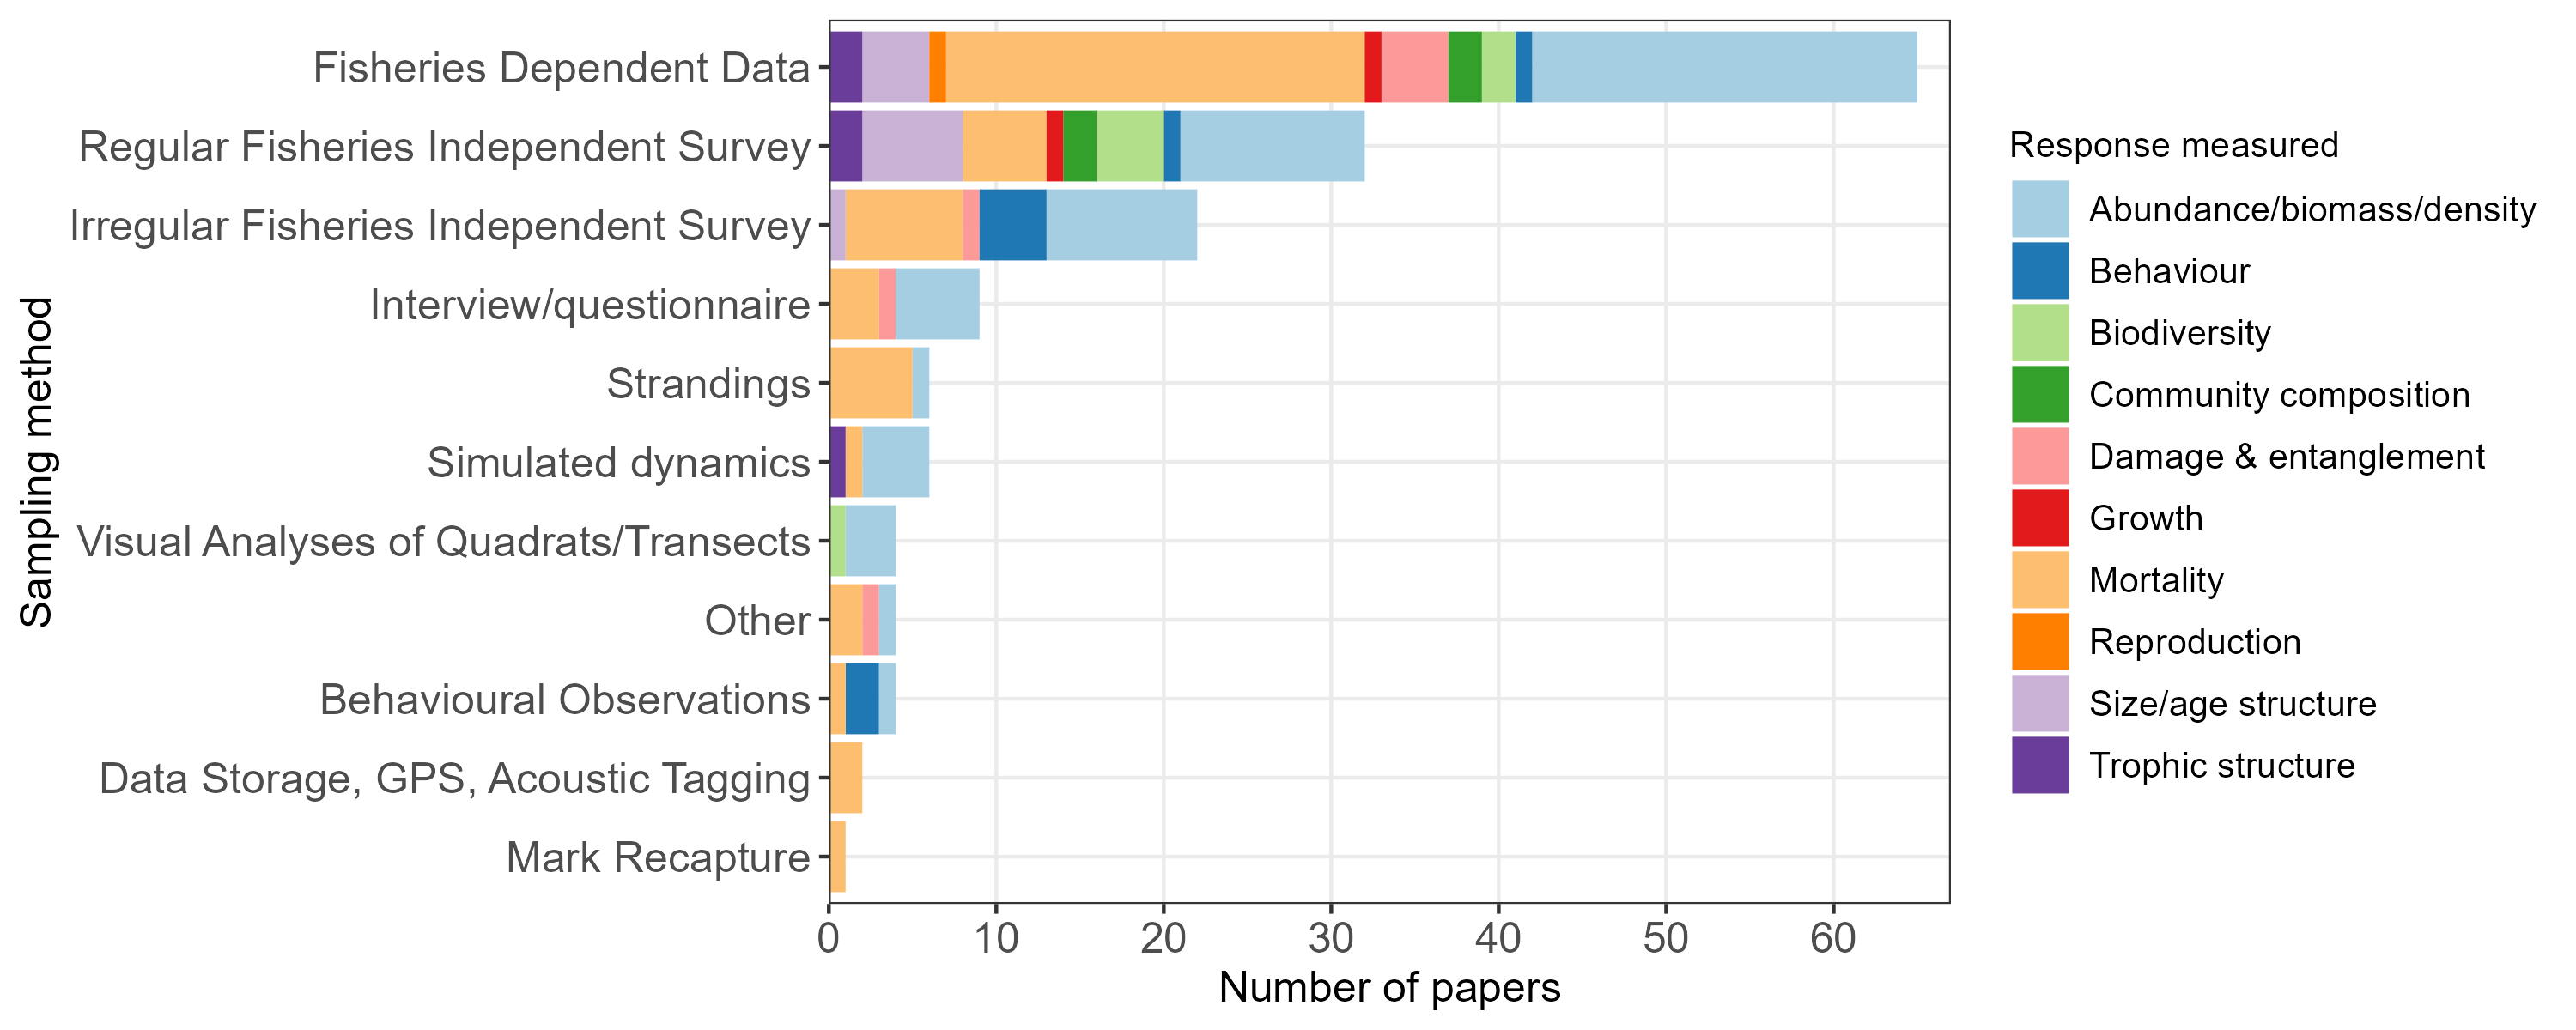 Fisheries Dependent Data
Regular Fisheries Independent Survey
Irregular Fisheries Independent Survey
Interview/questionnaire
Strandings
Simulated dynamics
Visual Analyses of Quadrats/Transects
Other
Behavioural Observations
Data Storage, GPS, Acoustic Tagging
Mark Recapture
Sampling method
0 10 20 30 40 50 60
Number of papers
Response measured
Abundance/biomass/density
Behaviour
Biodiversity
Community composition
Damage & entanglement
Growth
Mortality
Reproduction
Size/age structure
Trophic structure